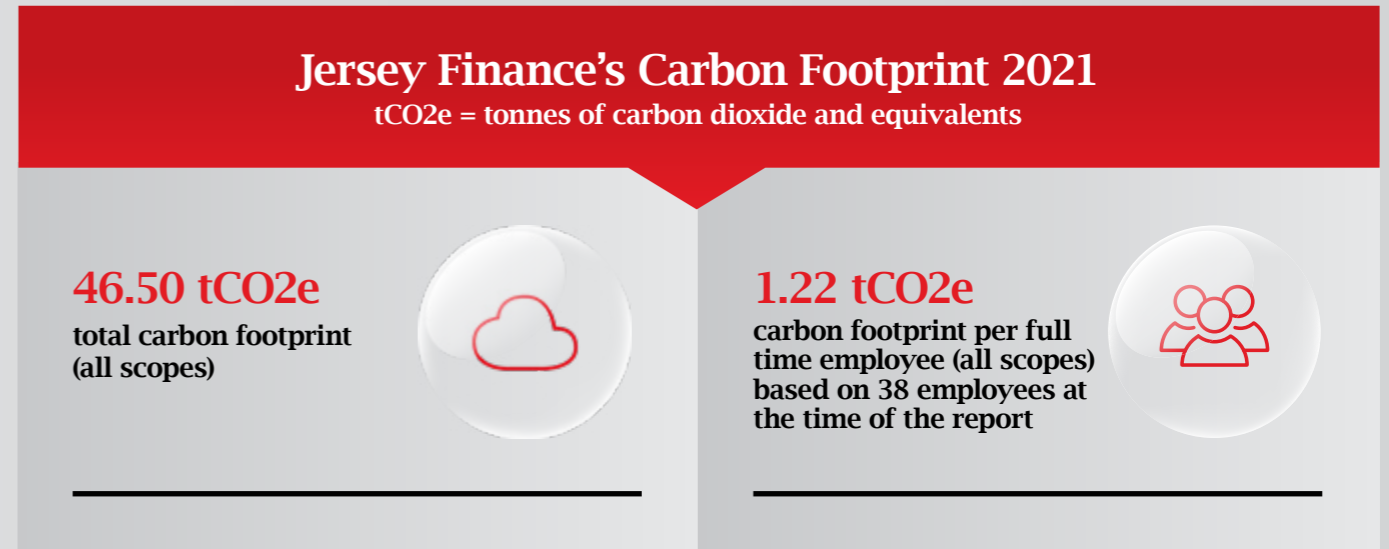 Jersey Finance’s Carbon Footprint 2021
tCO2e = tonnes of carbon dioxide and equivalents
46.50 tCO2e
total carbon footprint
(all scopes)
1.22 tCO2e
carbon footprint per full
time employee (all scopes)
based on 38 employees at
the time of the report